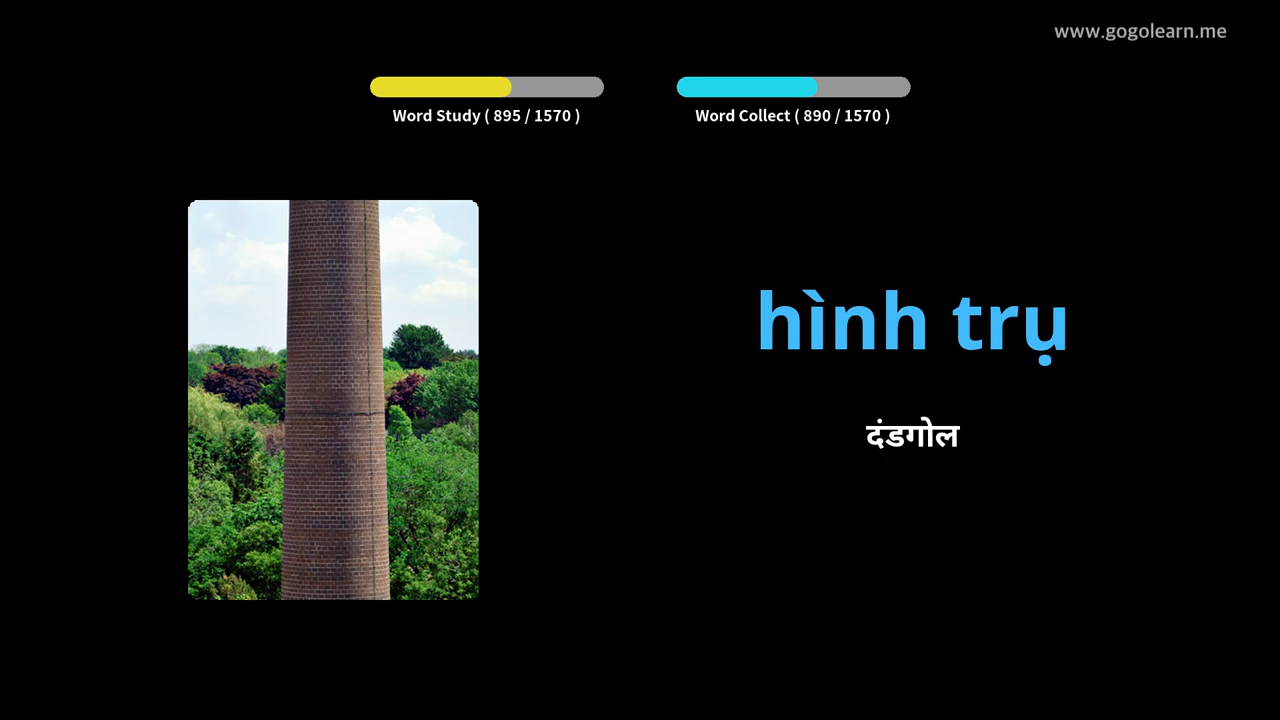 www.gogolearn.me
Word Study ( 895 / 1570 )
Word Collect ( 890 / 1570 )
hình trụ
दंडगोल